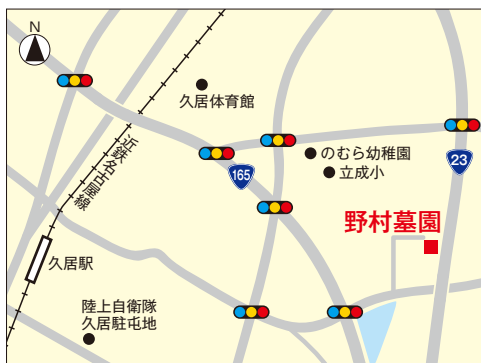 N
久居体育館
近鉄名古屋線
のむら幼稚園
立成小
165
23
野村墓園
久居駅
陸上自衛隊
久居駐屯地